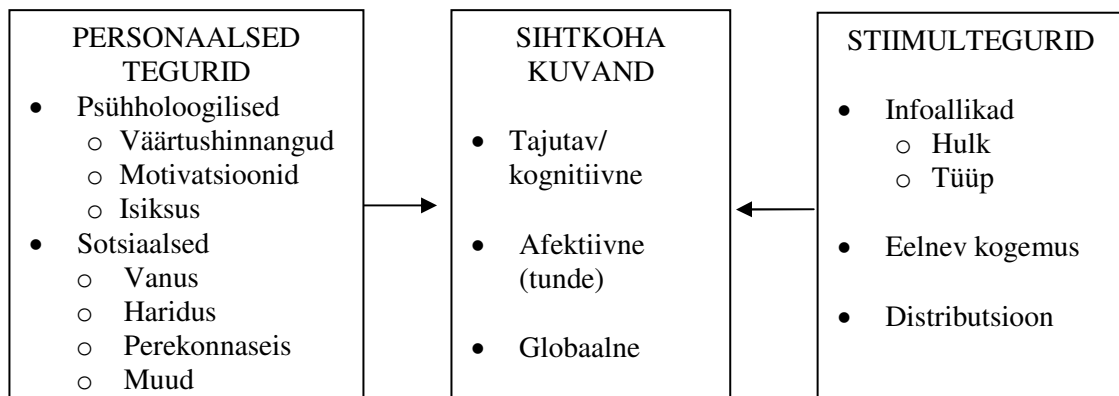 PERSONAALSED
TEGURID
• Psühholoogilised
o Väärtushinnangud
o Motivatsioonid
o Isiksus
• Sotsiaalsed
o Vanus
o Haridus
o Perekonnaseis
o Muud
SIHTKOHA
KUVAND
• Tajutav/
kognitiivne
• Afektiivne
(tunde)
• Globaalne
STIIMULTEGURID
• Infoallikad
o Hulk
o Tüüp
• Eelnev kogemus
• Distributsioon